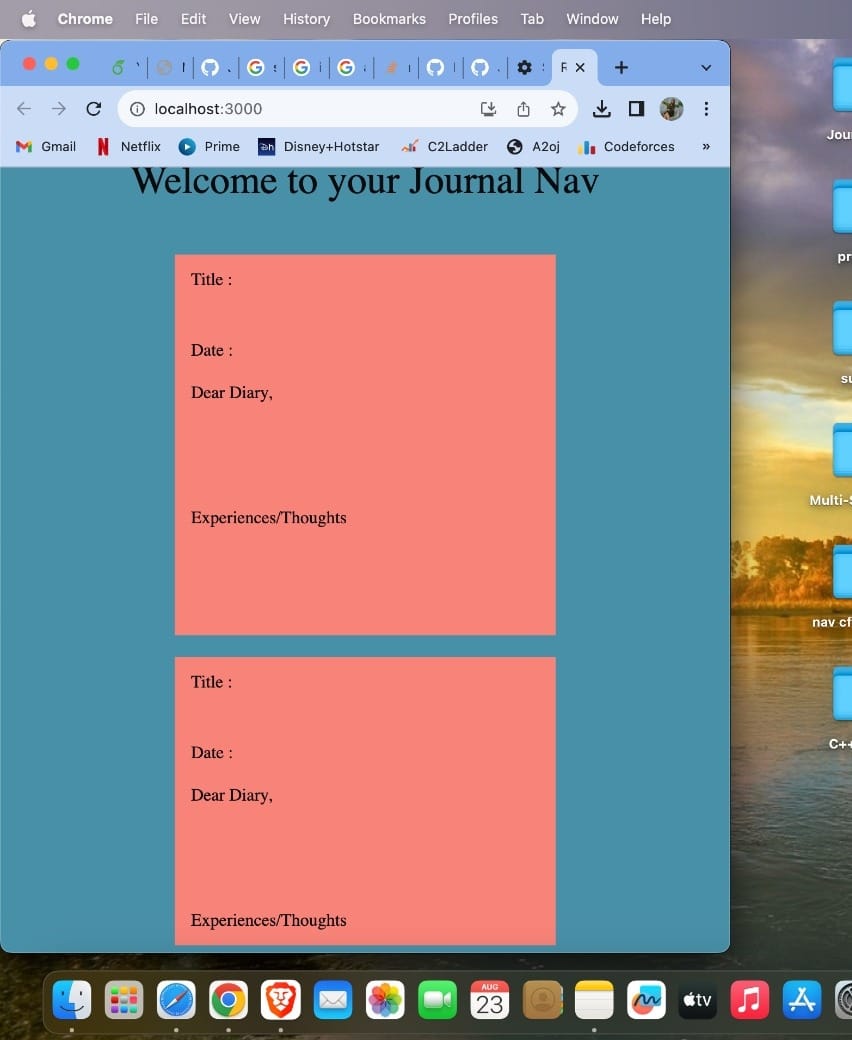 Chrome File Edit View History Bookmarks Profiles Tab Window Help
localhost:3000
Gmail Netflix Prime Disney+Hotstar C2Ladder A2oj Codeforces »
Welcome to your Journal Nav
Title :
Date :
Dear Diary,
Experiences/Thoughts
Title :
Date :
Dear Diary,
Experiences/Thoughts
Jou
pr
su
Multi-S
nav cf
C++
AUG
23
tv